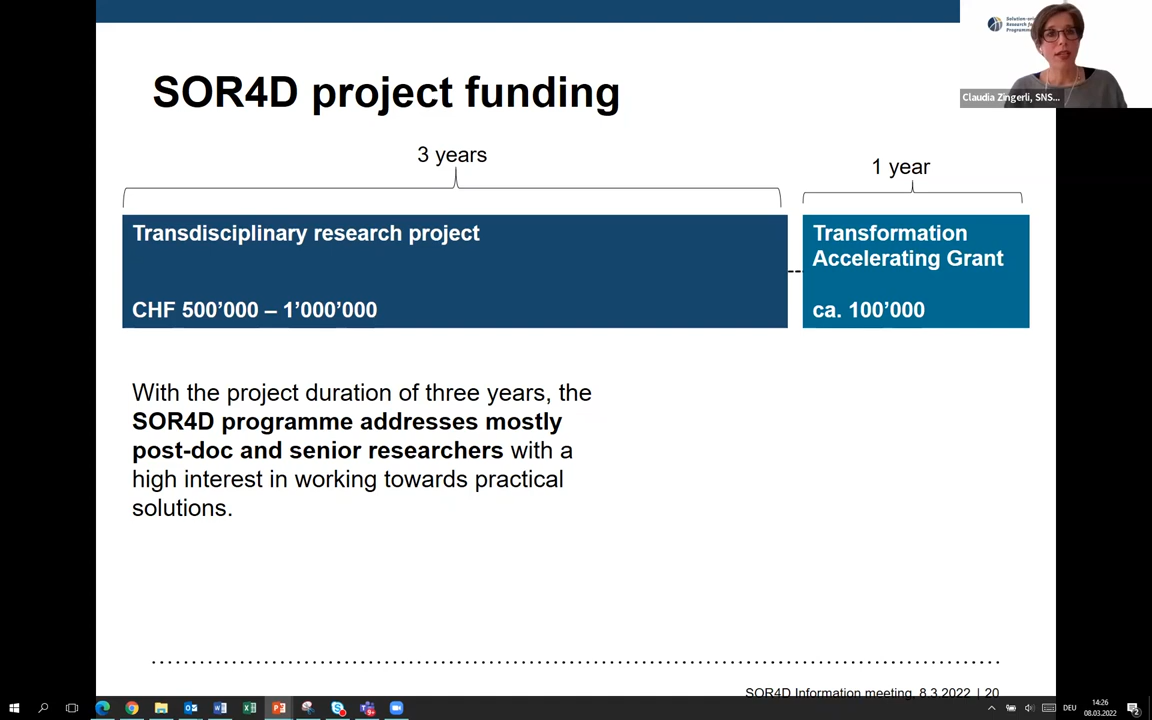 SOR4D project funding
3 years
1 year
Transdisciplinary research project
CHF 500’000 – 1’000’000
Transformation
Accelerating Grant
ca. 100’000
With the project duration of three years, the
SOR4D programme addresses mostly
post-doc and senior researchers with a
high interest in working towards practical
solutions.
SOR4D Information meeting, 8.3.2022 | 20
Claudia Zingerli, SNS...
14:26
DEU
08.03.2022